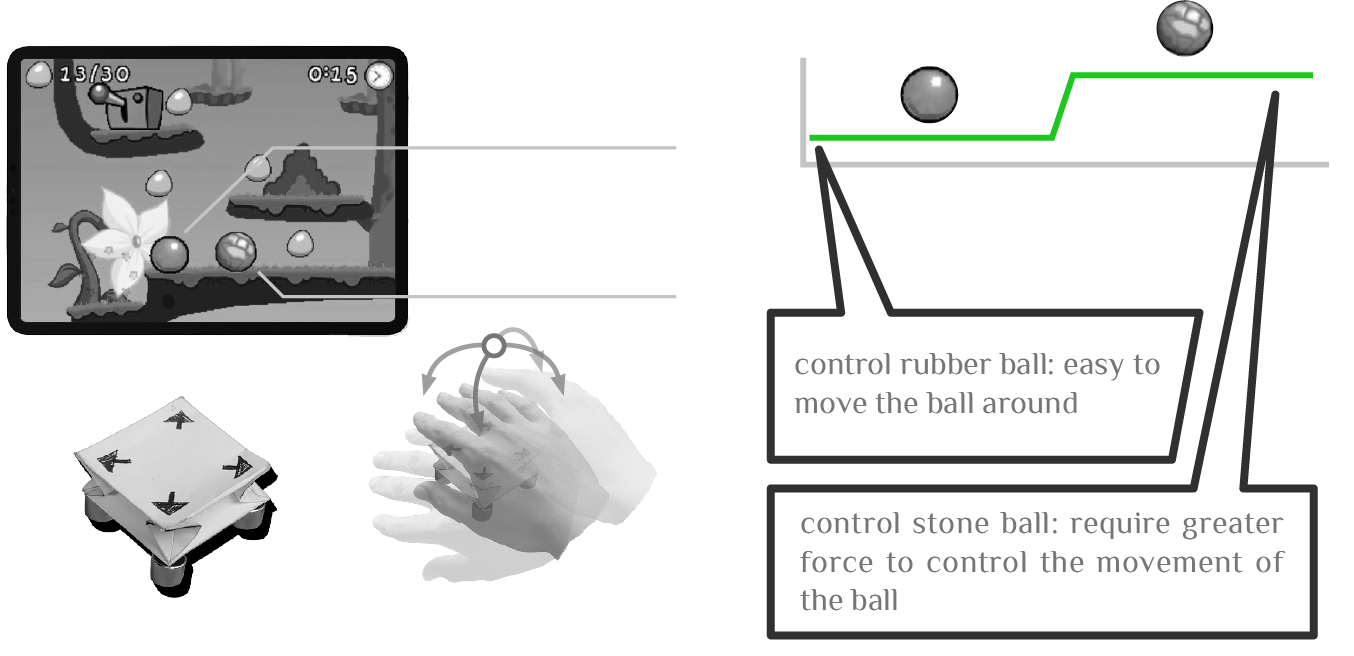 13/30
0:15
control rubber ball: easy to
move the ball around
control stone ball: require greater
force to control the movement of
the ball